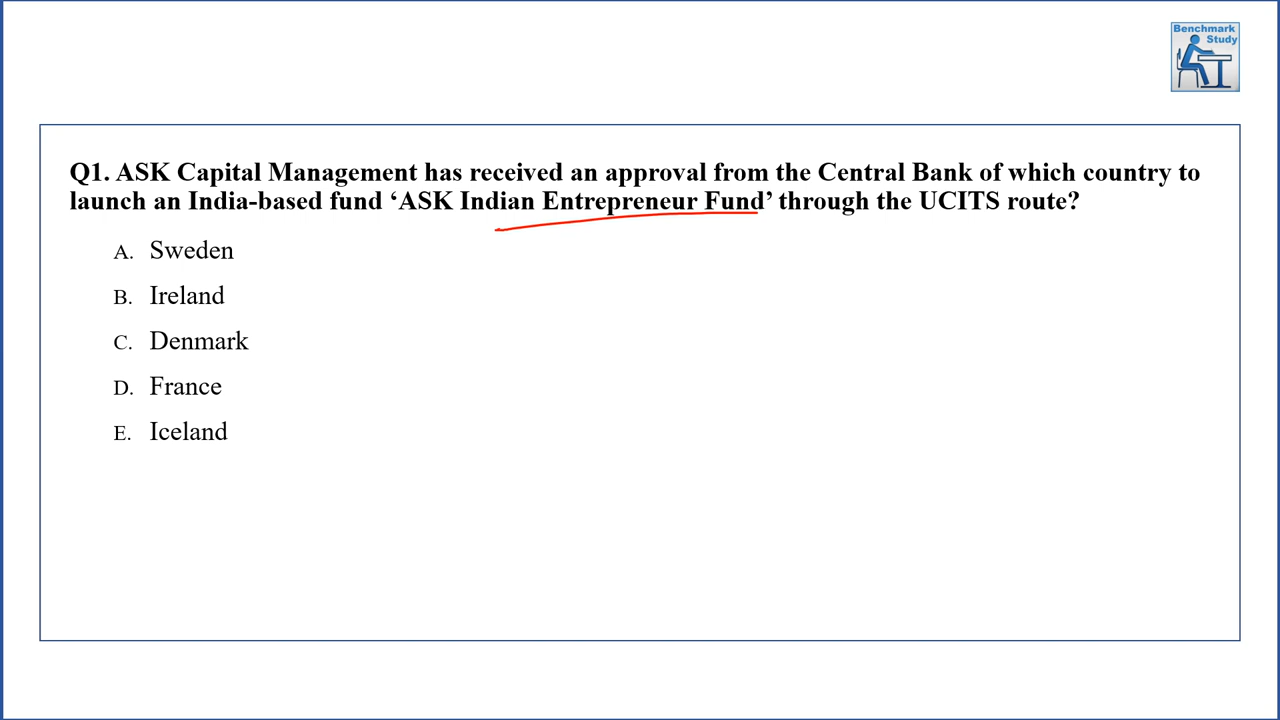 Benchmark
Study
Q1. ASK Capital Management has received an approval from the Central Bank of which country to
launch an India-based fund ‘ASK Indian Entrepreneur Fund’ through the UCITS route?
A. Sweden
B. Ireland
C. Denmark
D. France
E. Iceland